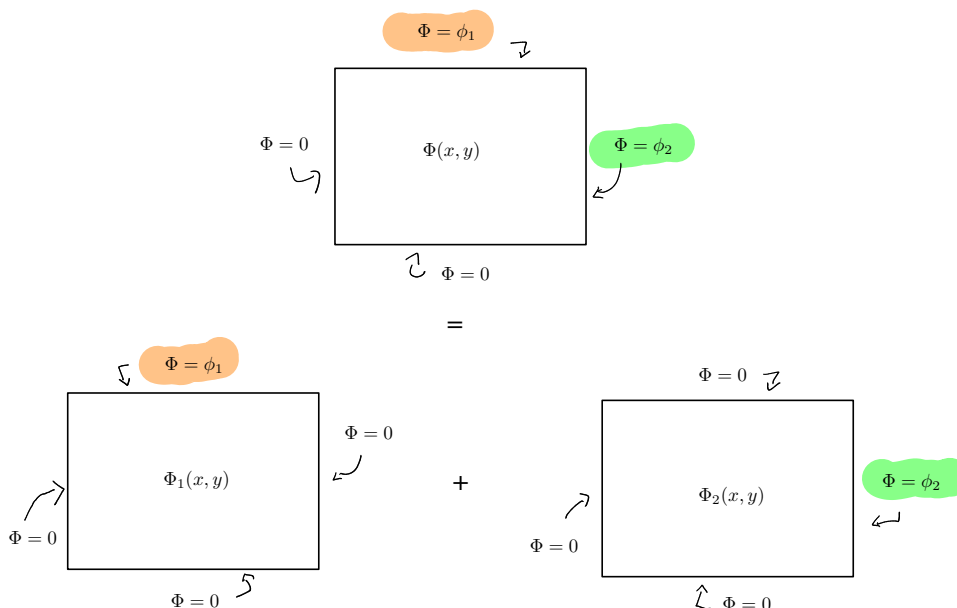 Φ = ϕ₁
Φ = 0
Φ(x, y)
Φ = ϕ₂
Φ = 0
=
Φ = ϕ₁
Φ = 0
Φ₁(x, y)
Φ = 0
Φ = 0
+
Φ = 0
Φ₂(x, y)
Φ = ϕ₂
Φ = 0
Φ = 0